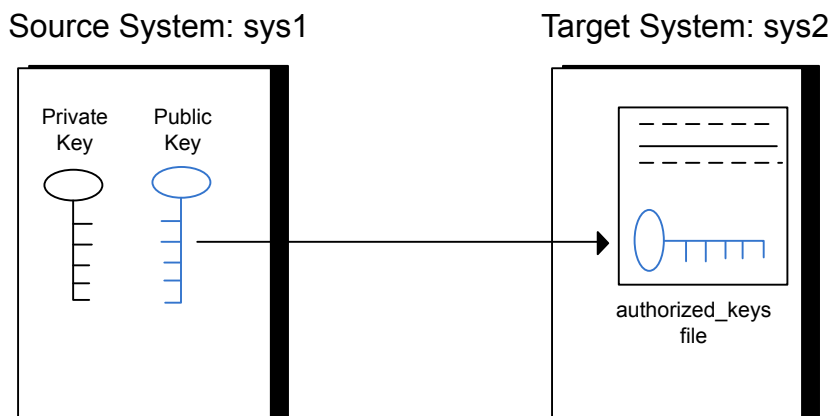 Source System: sys1
Target System: sys2
Private
Key
Public
Key
authorized_keys
file